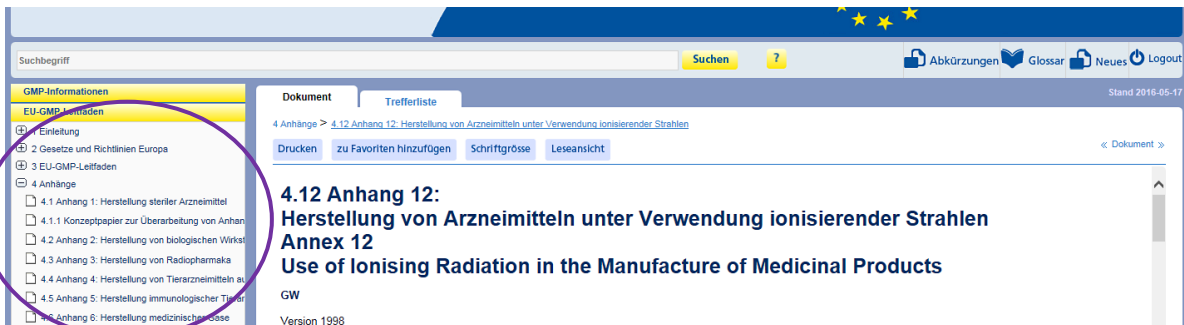 Suchbegriff
Suchen
?
Abkürzungen
Glossar
Neues
Logout
GMP-Informationen
EU-GMP-Leitfaden
1 Einleitung
2 Gesetze und Richtlinien Europa
3 EU-GMP-Leitfaden
4 Anhänge
4.1 Anhang 1: Herstellung steriler Arzneimittel
4.1.1 Konzeptpapier zur Überarbeitung von Anhan
4.2 Anhang 2: Herstellung von biologischen Wirkst
4.3 Anhang 3: Herstellung von Radiopharmaka
4.4 Anhang 4: Herstellung von Tierarzneimitteln au
4.5 Anhang 5: Herstellung immunologischer Tierar
4.6 Anhang 6: Herstellung medizinischer Gase
Dokument
Trefferliste
Stand 2016-05-17
4 Anhänge > 4.12 Anhang 12: Herstellung von Arzneimitteln unter Verwendung ionisierender Strahlen
Drucken
zu Favoriten hinzufügen
Schriftgrösse
Leseansicht
« Dokument »
4.12 Anhang 12:
Herstellung von Arzneimitteln unter Verwendung ionisierender Strahlen
Annex 12
Use of Ionising Radiation in the Manufacture of Medicinal Products
GW
Version 1998